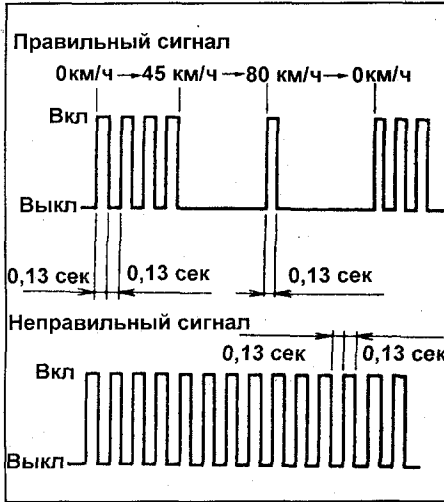 Правильный сигнал
0км/ч→45 км/ч→80 км/ч→0км/ч
Вкл
Выкл
0,13 сек 0,13 сек 0,13 сек
Неправильный сигнал
0,13 сек 0,13 сек
Вкл
Выкл